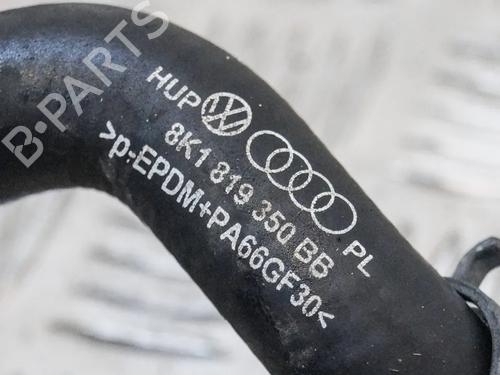 HUP PL
8K1 819 350 BB
>p-EPDM+PA66GF30<
B-PARTS